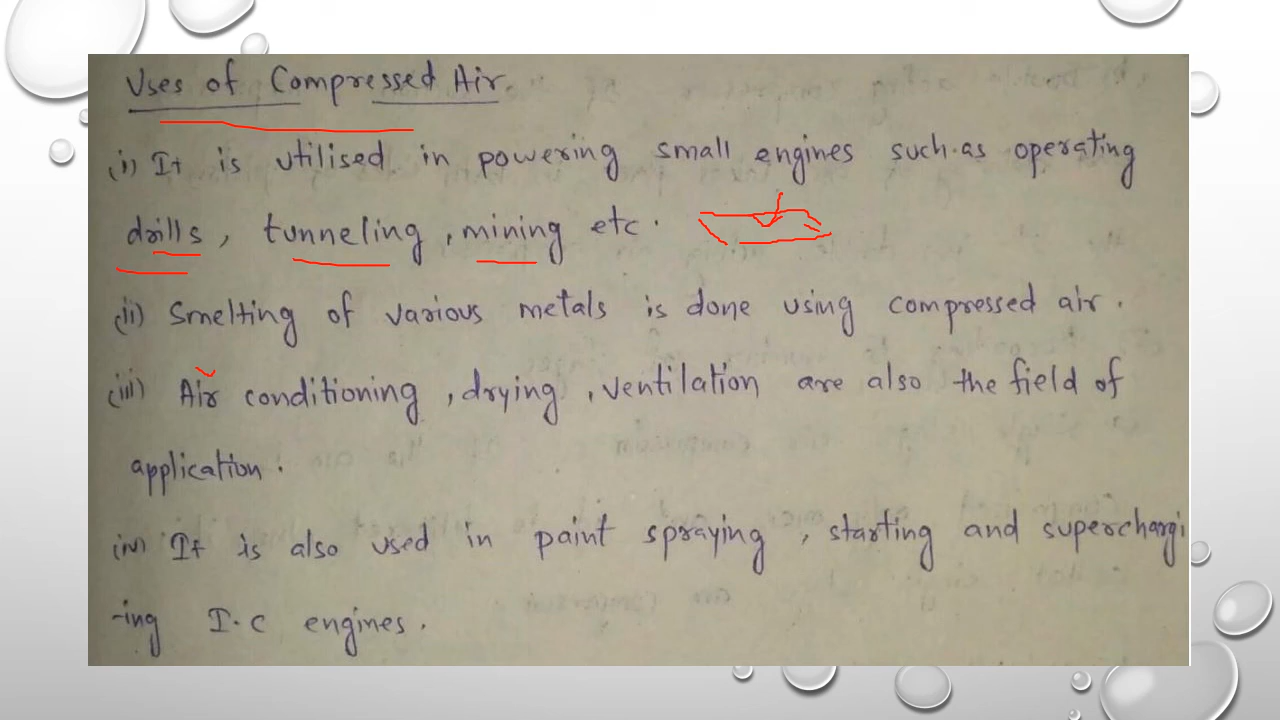 Uses of Compressed Air
(i) It is utilised in powering small engines such as operating
drills, tunneling, mining etc.
(ii) Smelting of various metals is done using compressed air.
(iii) Air conditioning, drying, ventilation are also the field of
application.
(iv) It is also used in paint spraying, starting and superchargi
-ing I.C engines.